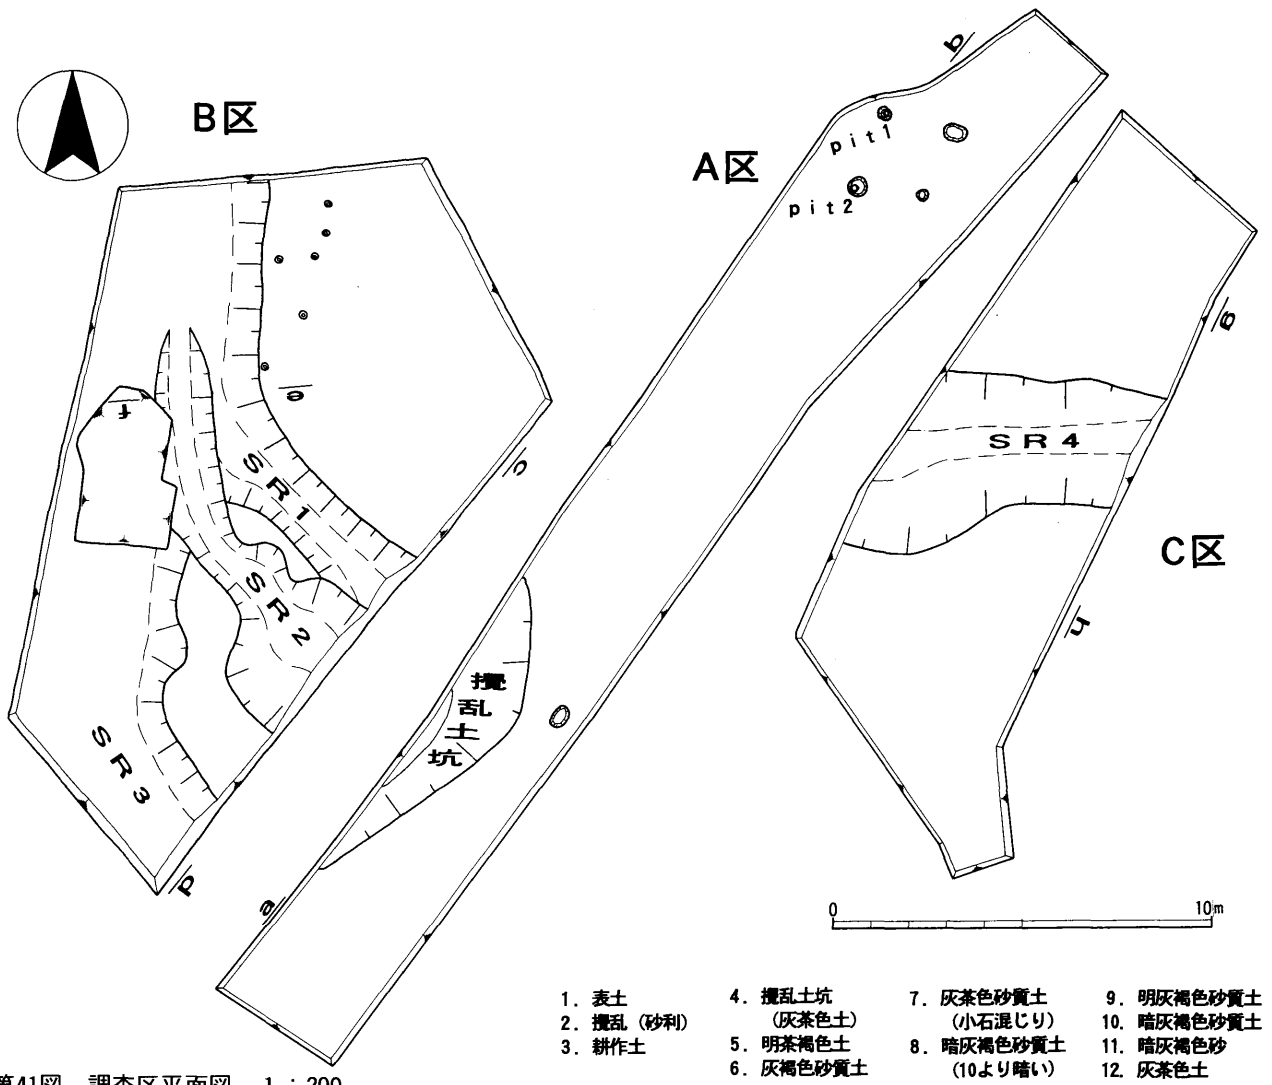 B区
A区
pit1
pit2
b
a
c
d
e
f
g
h
SR1
SR2
SR3
SR4
C区
攪乱土坑
0 10m
1. 表土
2. 攪乱（砂利）
3. 耕作土
4. 攪乱土坑
（灰茶色土）
5. 明茶褐色土
6. 灰褐色砂質土
7. 灰茶色砂質土
（小石混じり）
8. 暗灰褐色砂質土
（10より暗い）
9. 明灰褐色砂質土
10. 暗灰褐色砂質土
11. 暗灰褐色砂
12. 灰茶色土
第41図 調査区平面図 1：200